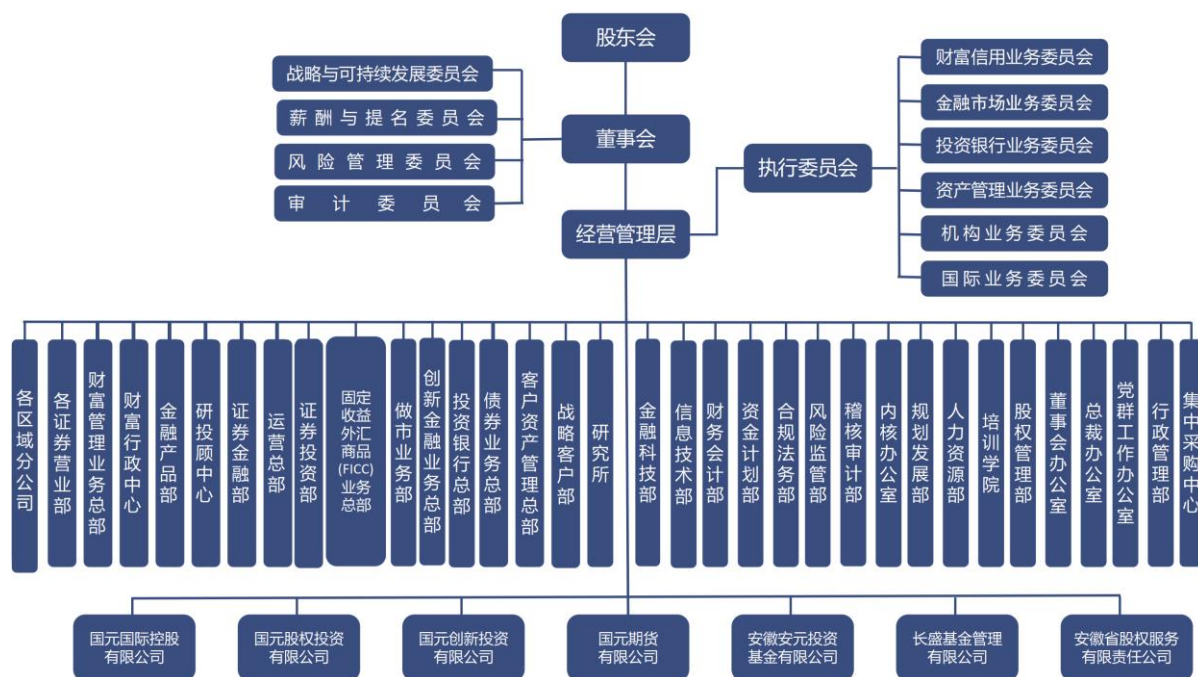 股东会
战略与可持续发展委员会
薪酬与提名委员会
风险管理委员会
审计委员会
董事会
经营管理层
执行委员会
财富信用业务委员会
金融市场业务委员会
投资银行业务委员会
资产管理业务委员会
机构业务委员会
国际业务委员会
各区域分公司
各证券营业部
财富管理业务总部
财富行政中心
金融产品部
研投顾中心
证券金融部
运营总部
证券投资部
固定
收益
外汇
商品
(FICC)
业务
总部
做市业务部
创新金融业务总部
投资银行总部
债券业务总部
客户资产管理总部
战略客户部
研究所
金融科技部
信息技术部
财务会计部
资金计划部
合规法务部
风险监管部
稽核审计部
内核办公室
规划发展部
人力资源部
培训学院
股权管理部
董事会办公室
总裁办公室
党群工作办公室
行政管理部
集中采购中心
国元国际控股
有限公司
国元股权投资
有限公司
国元创新投资
有限公司
国元期货
有限公司
安徽安元投资
基金有限公司
长盛基金管理
有限公司
安徽省股权服务
有限责任公司